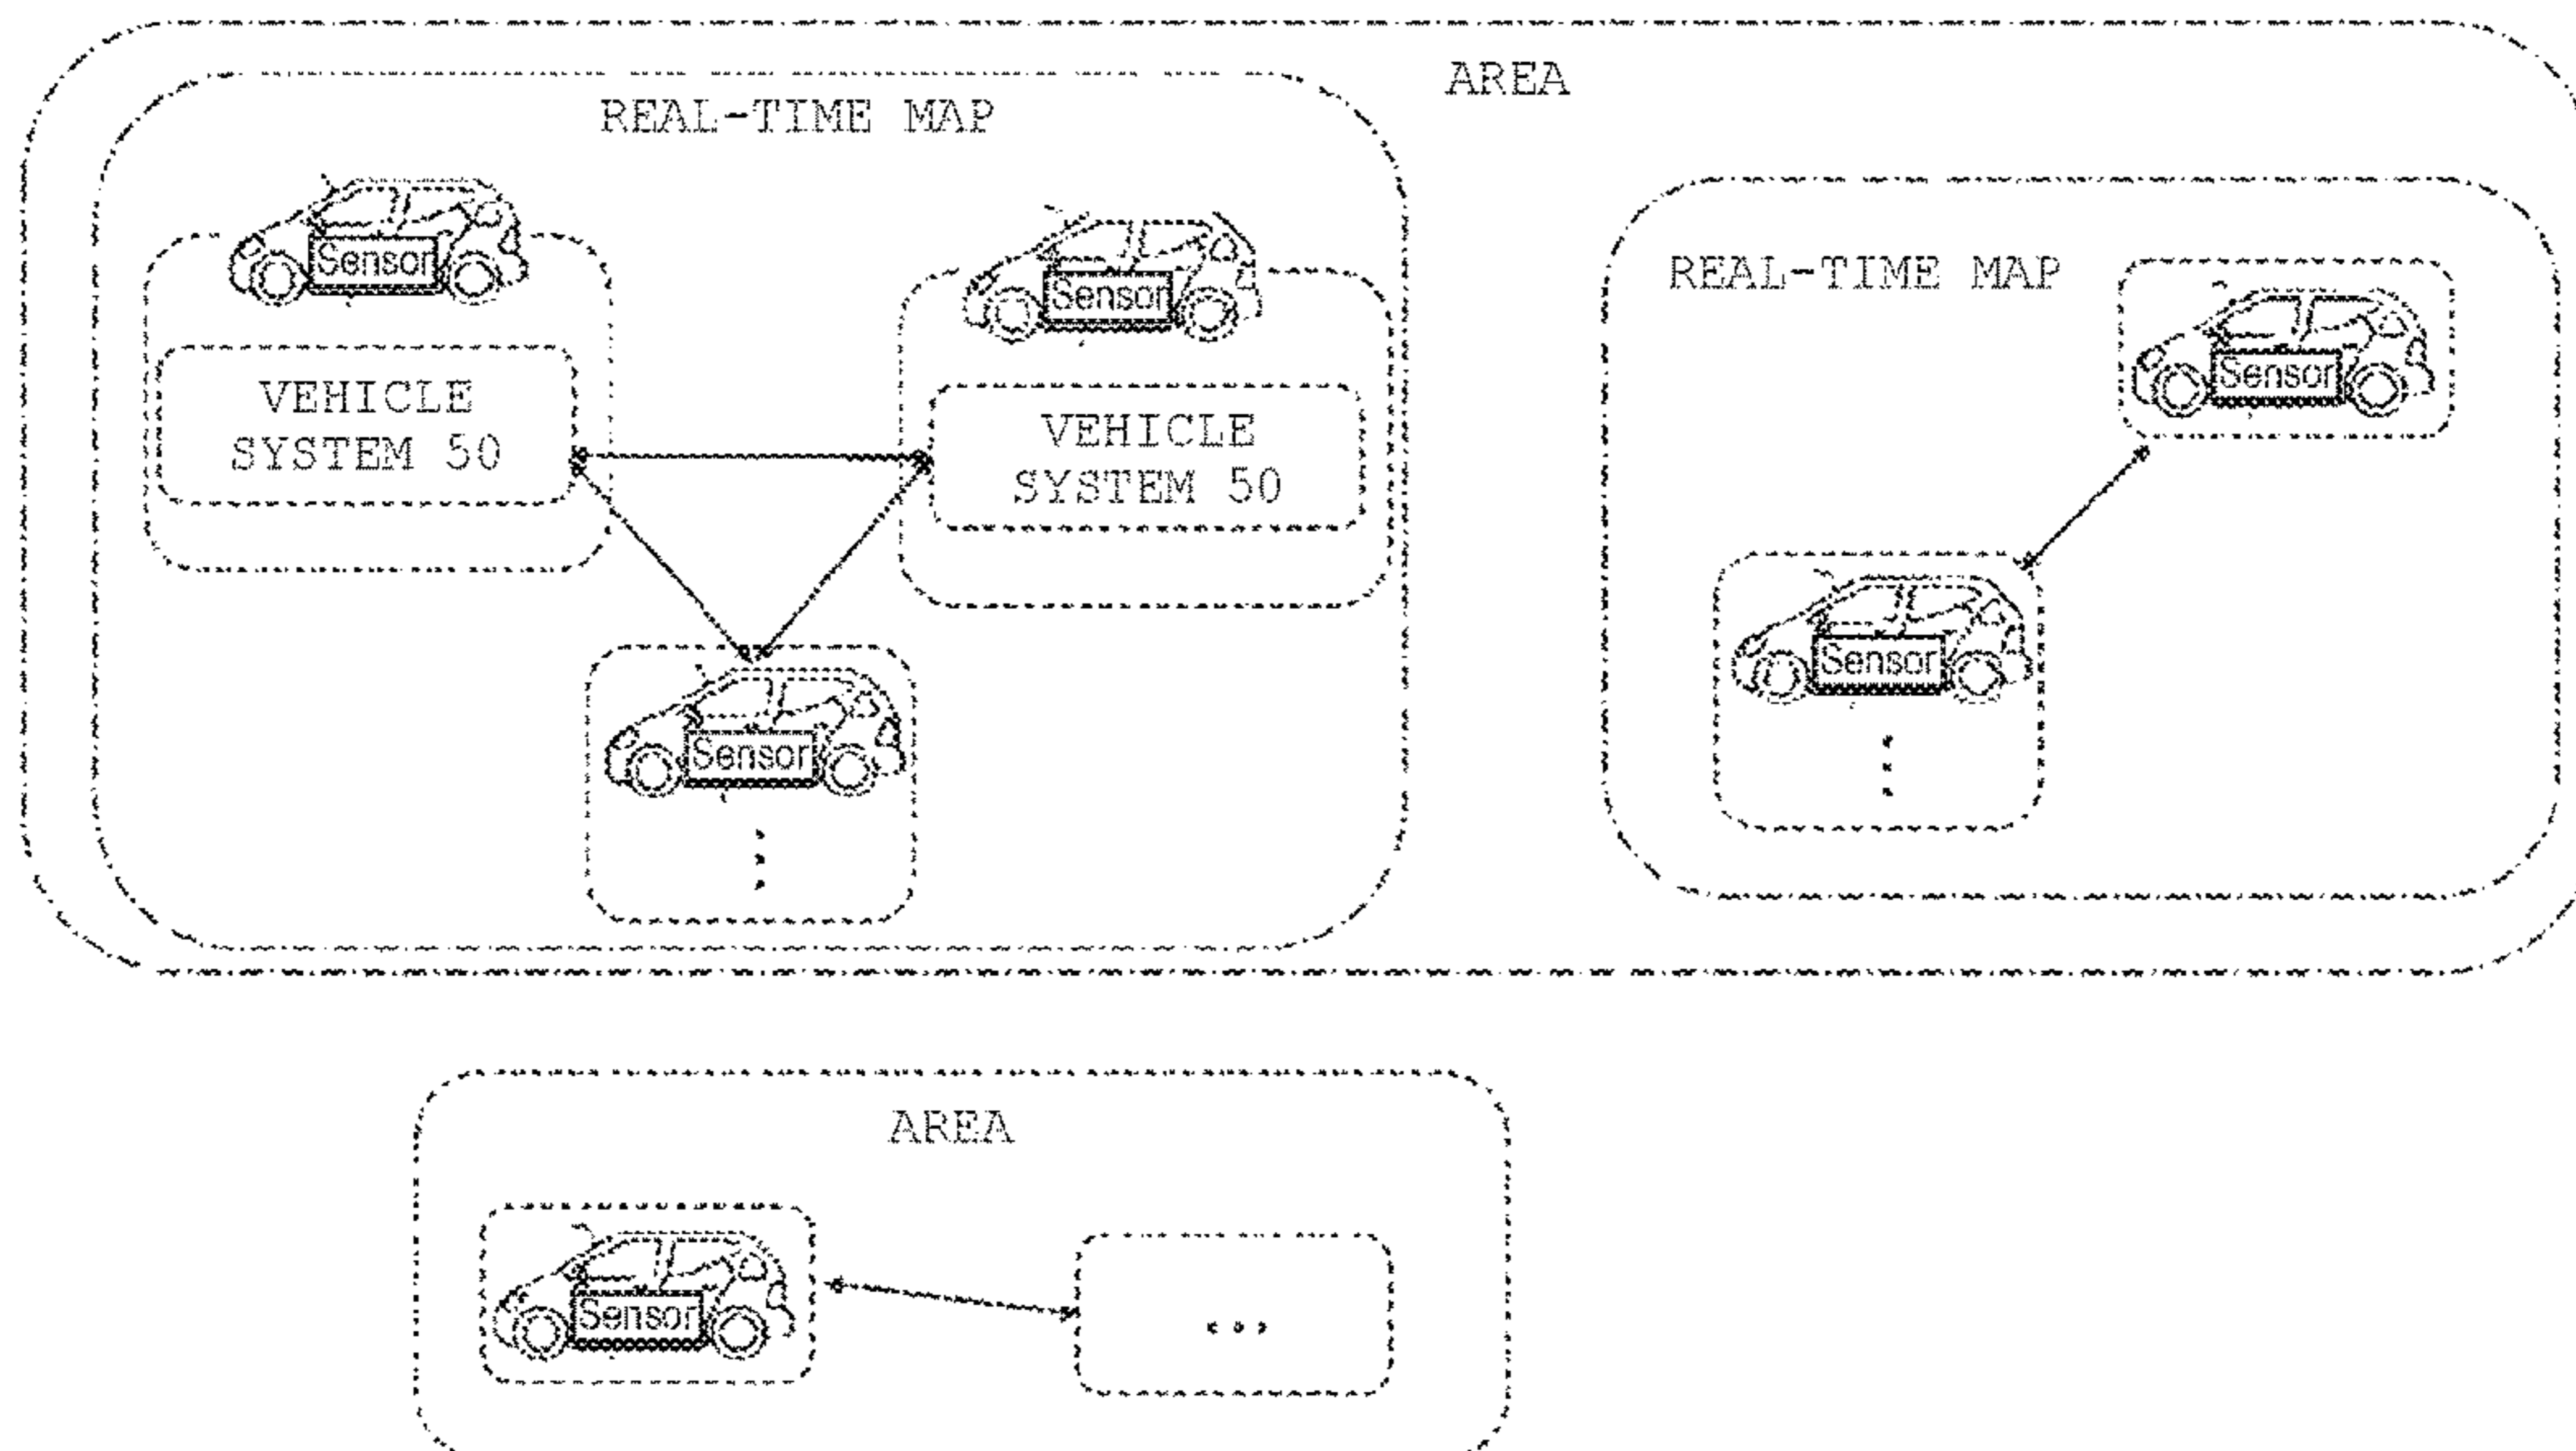 AREA
REAL-TIME MAP
Sensor
VEHICLE
SYSTEM 50
Sensor
VEHICLE
SYSTEM 50
Sensor
REAL-TIME MAP
Sensor
Sensor
AREA
Sensor
...